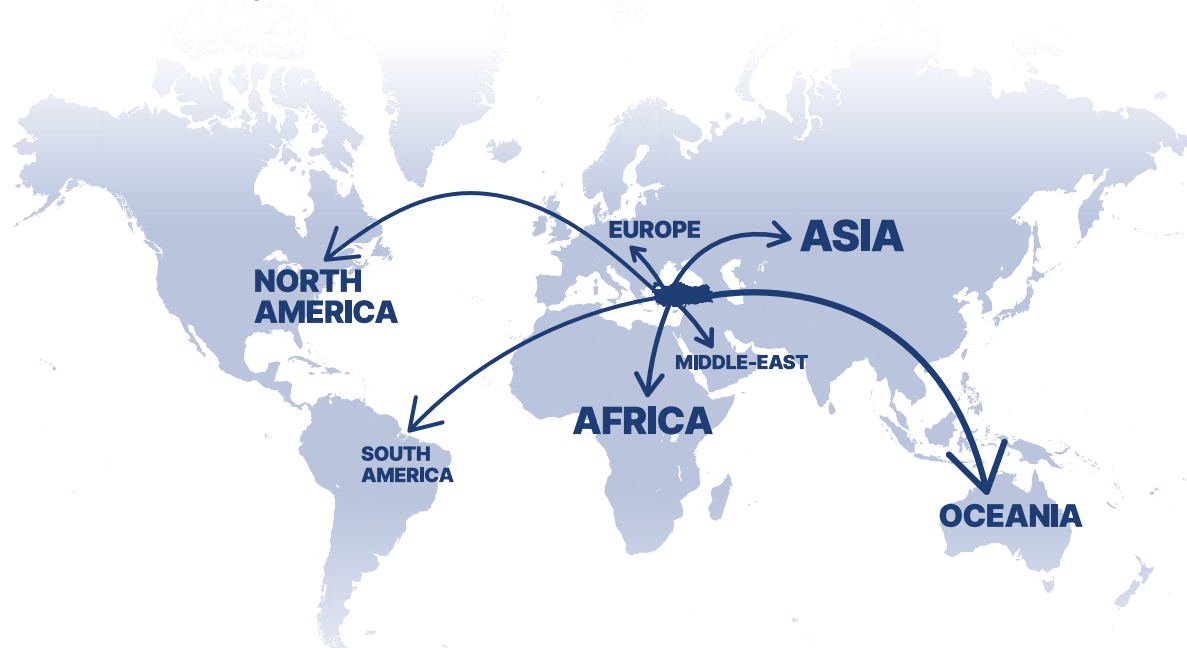 EUROPE
ASIA
NORTH
AMERICA
MIDDLE-EAST
AFRICA
SOUTH
AMERICA
OCEANIA